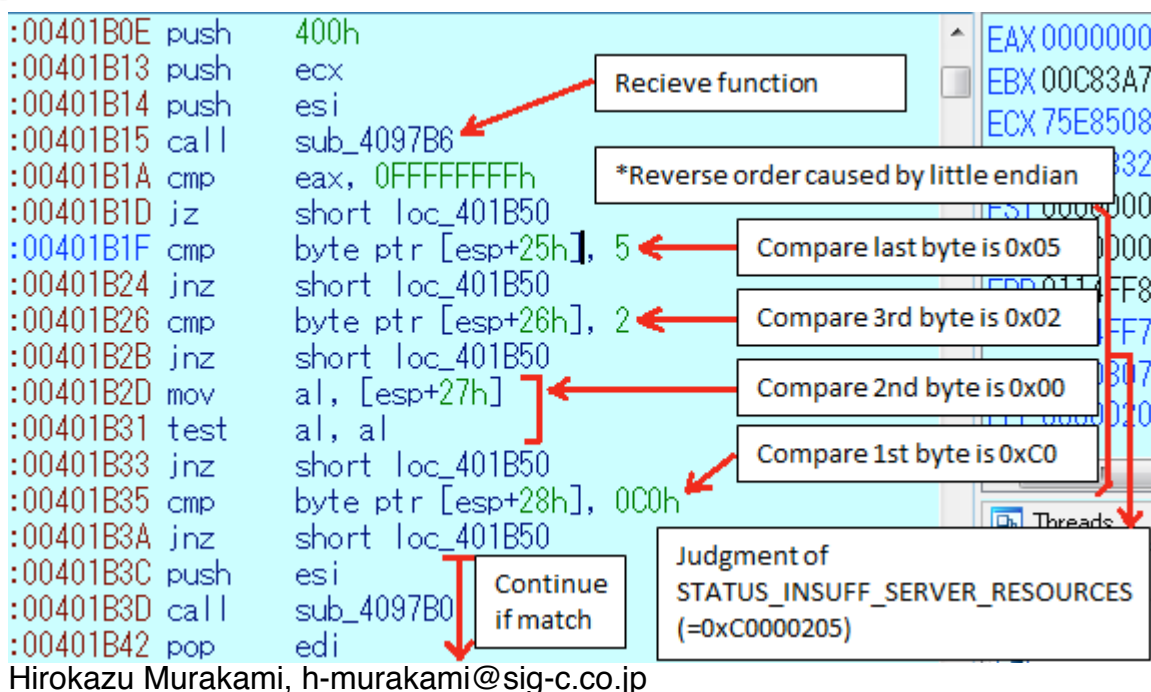 :00401B0E push 400h
:00401B13 push ecx
:00401B14 push esi
:00401B15 call sub_4097B6
:00401B1A cmp eax, 0FFFFFFFFh
:00401B1D jz short loc_401B50
:00401B1F cmp byte ptr [esp+25h], 5
:00401B24 jnz short loc_401B50
:00401B26 cmp byte ptr [esp+26h], 2
:00401B2B jnz short loc_401B50
:00401B2D mov al, [esp+27h]
:00401B31 test al, al
:00401B33 jnz short loc_401B50
:00401B35 cmp byte ptr [esp+28h], 0C0h
:00401B3A jnz short loc_401B50
:00401B3C push esi
:00401B3D call sub_4097B0
:00401B42 pop edi
Recieve function
*Reverse order caused by little endian
Compare last byte is 0x05
Compare 3rd byte is 0x02
Compare 2nd byte is 0x00
Compare 1st byte is 0xC0
Continue
if match
Judgment of
STATUS_INSUFF_SERVER_RESOURCES
(=0xC0000205)
EAX 0000000
EBX 00C83A7
ECX 75E8508
Threads
Hirokazu Murakami, h-murakami@sig-c.co.jp